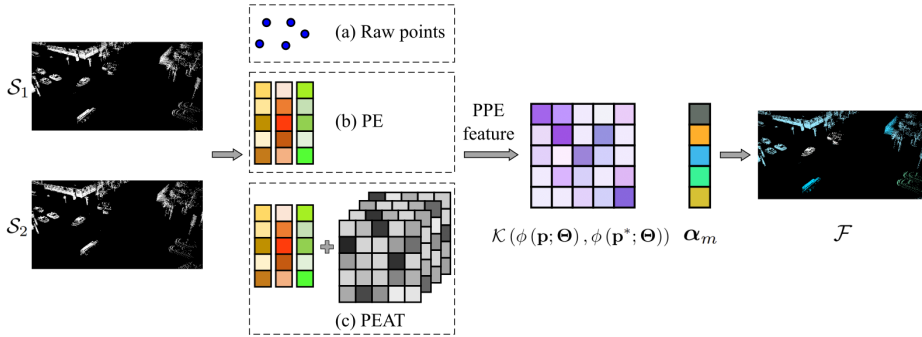 (a) Raw points
S₁
(b) PE
PPE
feature
S₂
K (ϕ (p; Θ) , ϕ (p*; Θ))
αₘ
F
(c) PEAT